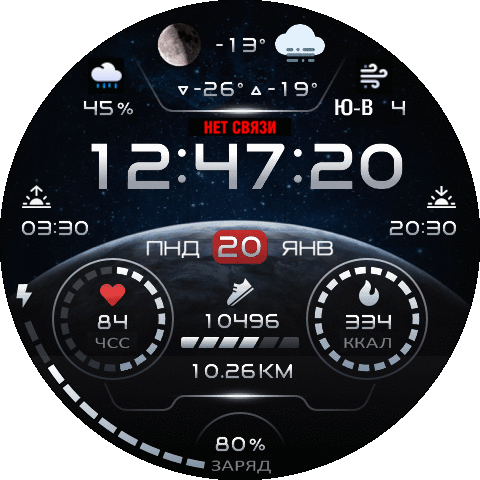 -13°
-26° -19°
45%
Ю-В 4
НЕТ СВЯЗИ
12:47:20
03:30
20:30
ПНД 20 ЯНВ
84
ЧСС
10496
334
ККАЛ
10.26KM
80%
ЗАРЯД